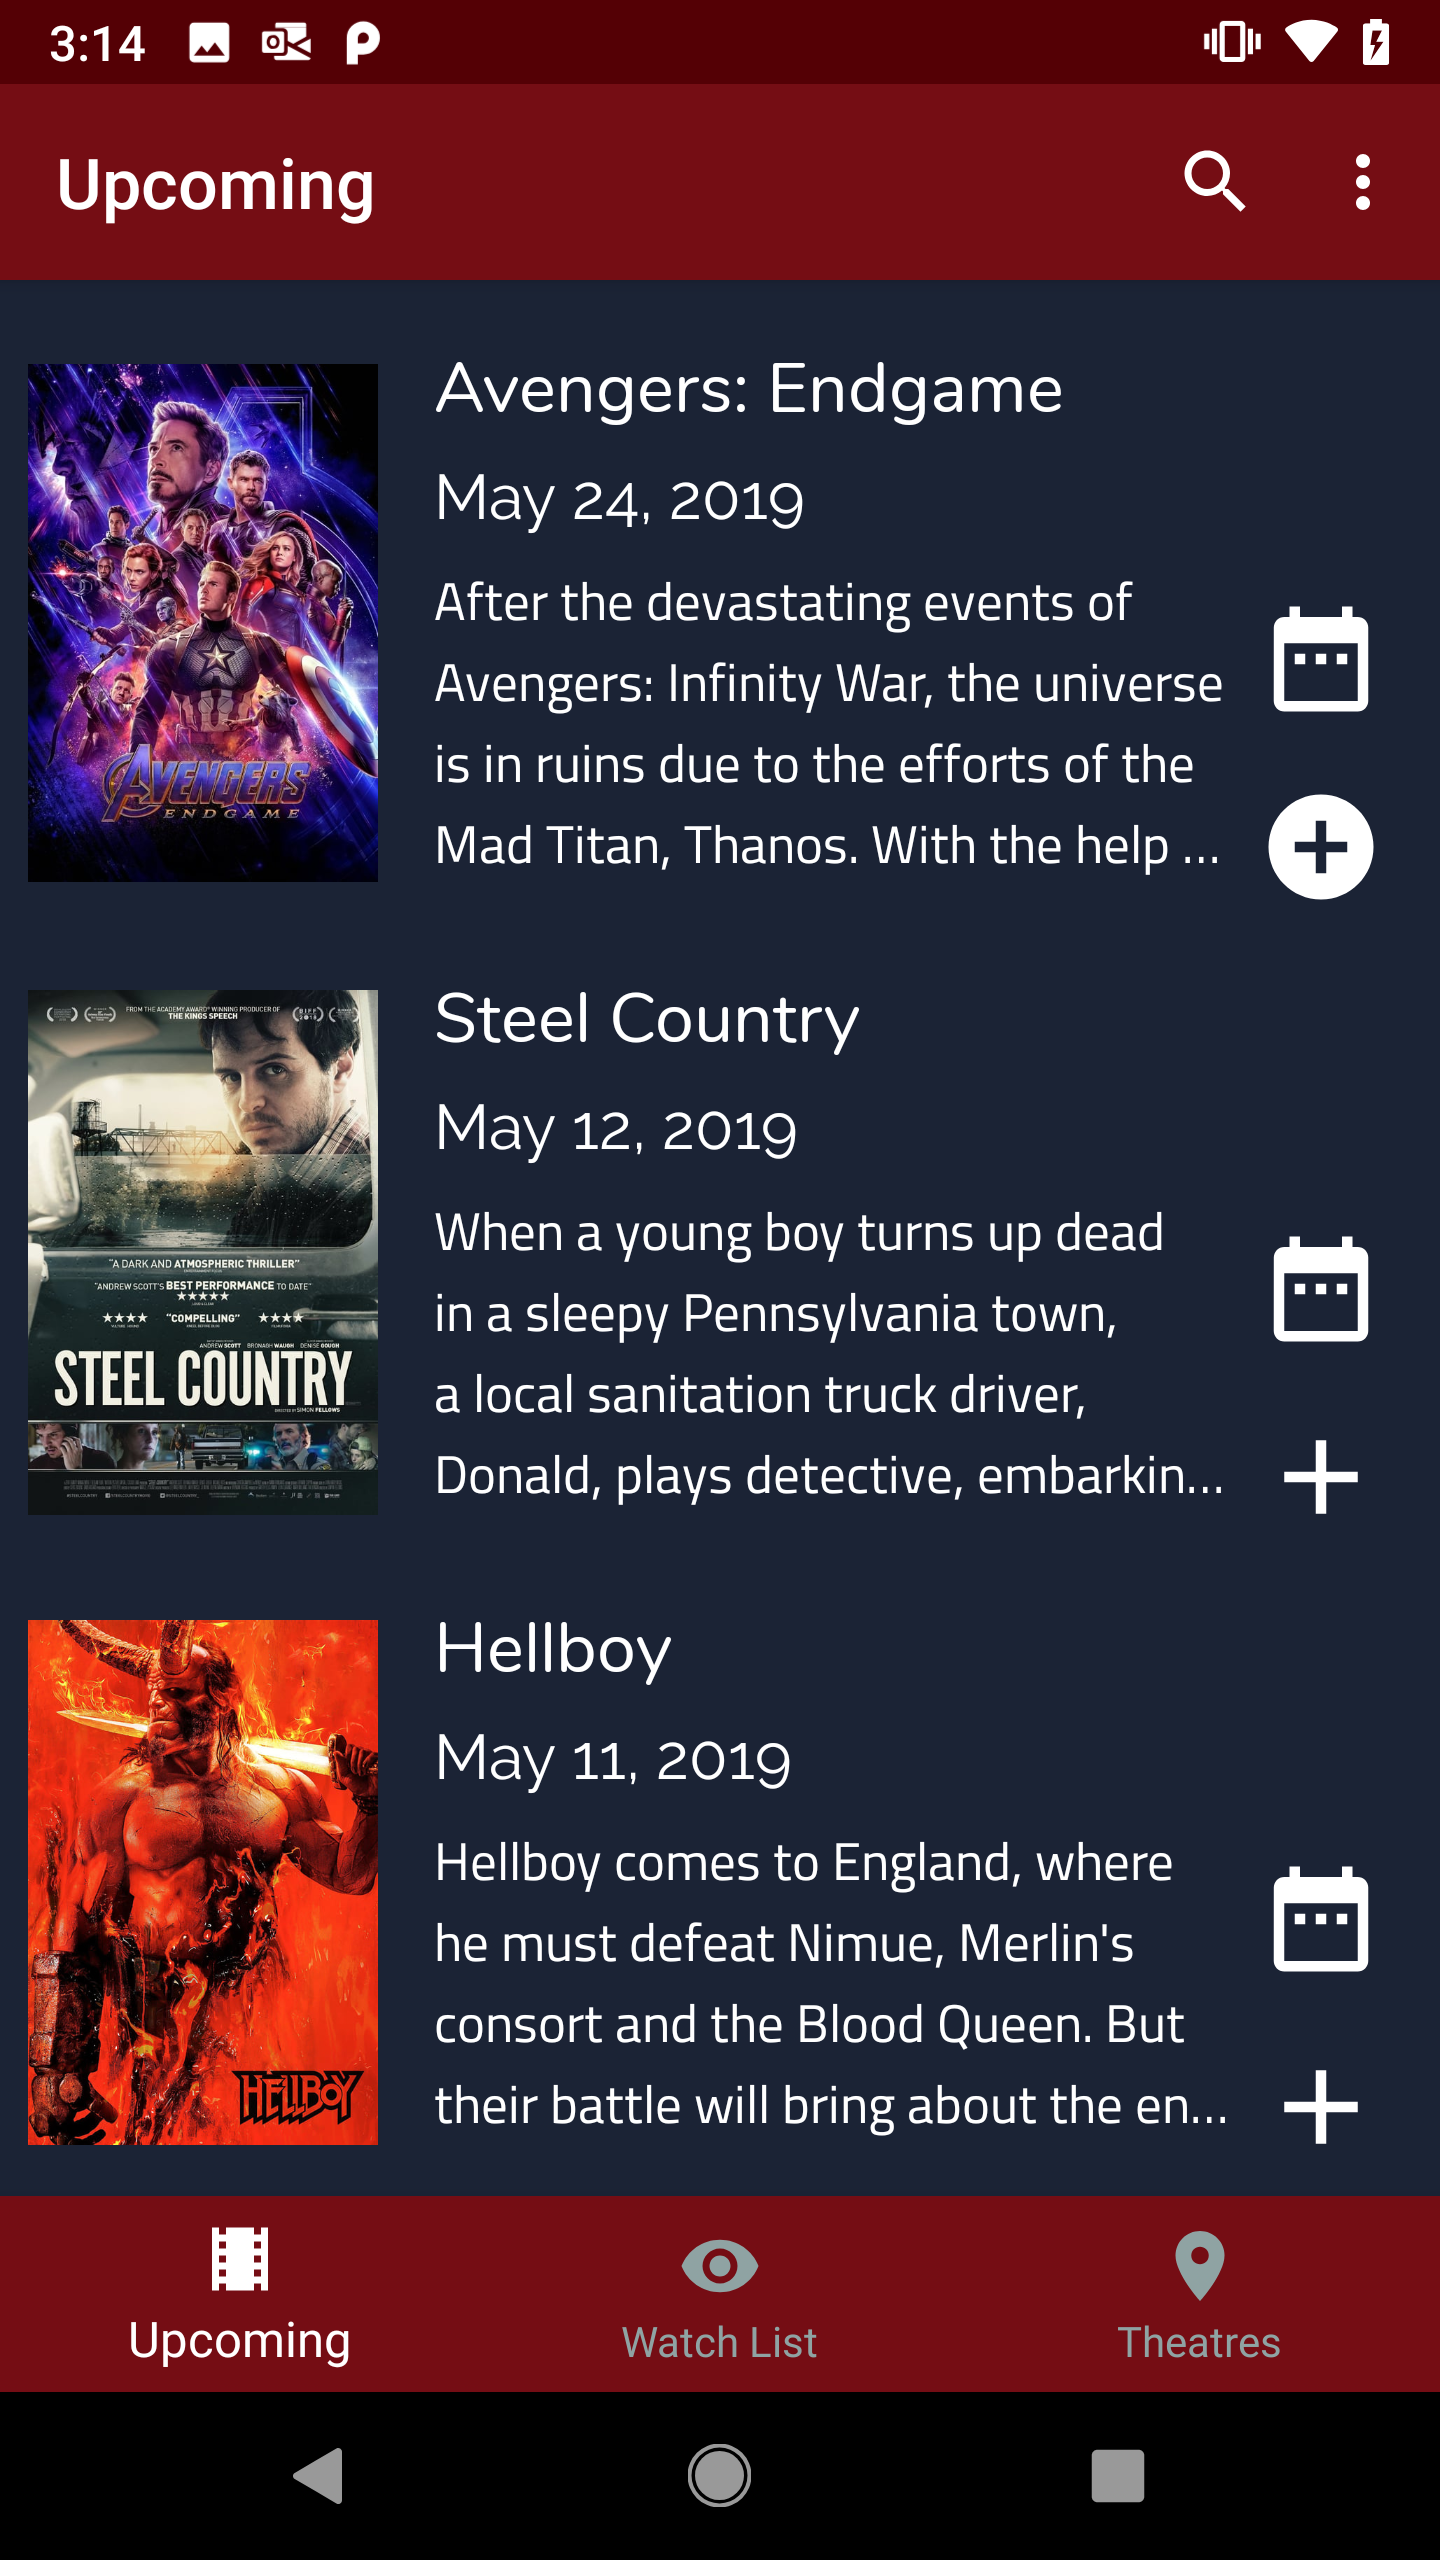 3:14
Upcoming
Avengers: Endgame
May 24, 2019
After the devastating events of
Avengers: Infinity War, the universe
is in ruins due to the efforts of the
Mad Titan, Thanos. With the help ...
AVENGERS
ENDGAME
Steel Country
May 12, 2019
When a young boy turns up dead
in a sleepy Pennsylvania town,
a local sanitation truck driver,
Donald, plays detective, embarkin...
FROM THE ACADEMY AWARD® WINNING PRODUCER OF
THE KINGS SPEECH
"A DARK AND ATMOSPHERIC THRILLER"
"ANDREW SCOTT'S BEST PERFORMANCE TO DATE"
★★★★★
★★★★ "COMPELLING" ★★★★
ANDREW SCOTT BRONAGH WAUGH DENISE GOUGH
STEEL COUNTRY
DIRECTED BY SIMON FELLOWS
Hellboy
May 11, 2019
Hellboy comes to England, where
he must defeat Nimue, Merlin's
consort and the Blood Queen. But
their battle will bring about the en...
HELLBOY
Upcoming
Watch List
Theatres